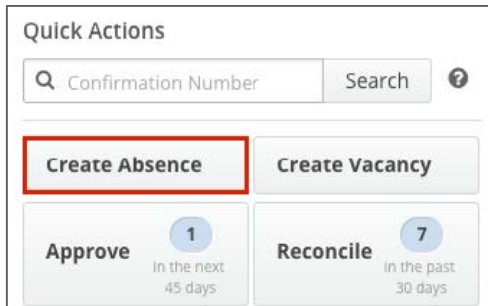 Quick Actions
Confirmation Number Search
Create Absence Create Vacancy
Approve 1 in the next 45 days
Reconcile 7 in the past 30 days